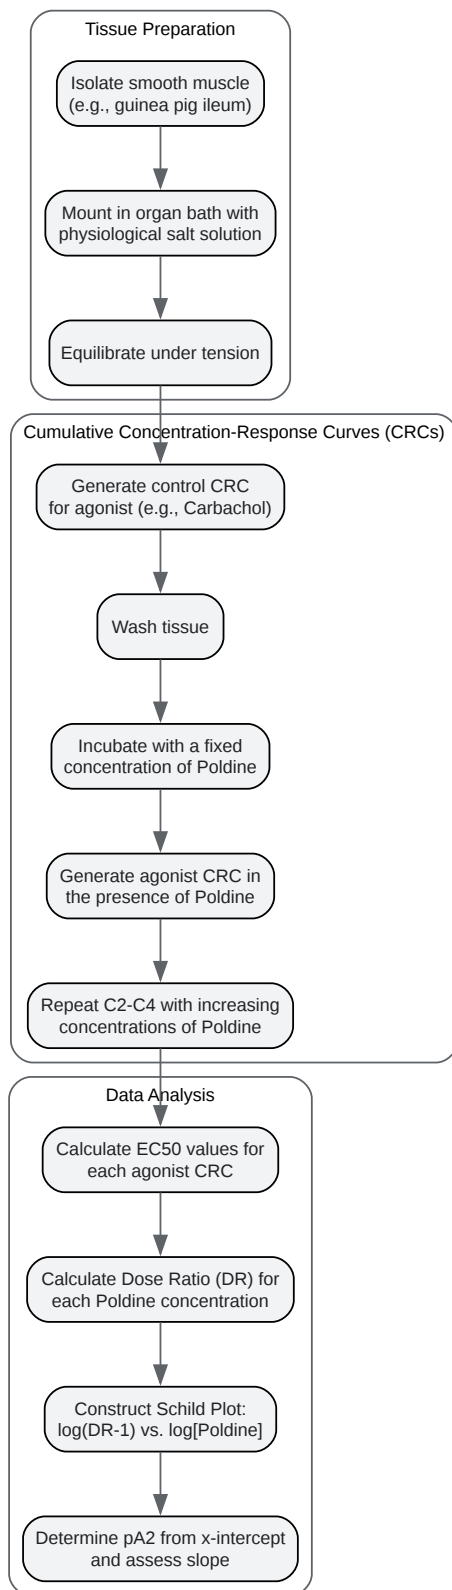 Tissue Preparation
Isolate smooth muscle
(e.g., guinea pig ileum)
Mount in organ bath with
physiological salt solution
Equilibrate under tension
Cumulative Concentration-Response Curves (CRCs)
Generate control CRC
for agonist (e.g., Carbachol)
Wash tissue
Incubate with a fixed
concentration of Poldine
Generate agonist CRC in
the presence of Poldine
Repeat C2-C4 with increasing
concentrations of Poldine
Data Analysis
Calculate EC50 values for
each agonist CRC
Calculate Dose Ratio (DR) for
each Poldine concentration
Construct Schild Plot:
log(DR-1) vs. log[Poldine]
Determine pA2 from x-intercept
and assess slope